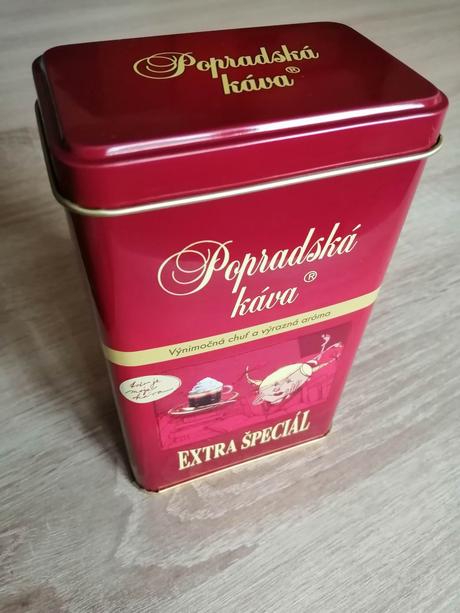 Popradská
káva®
Popradská
káva®
Výnimočná chuť a výrazná aróma
EXTRA ŠPECIÁL